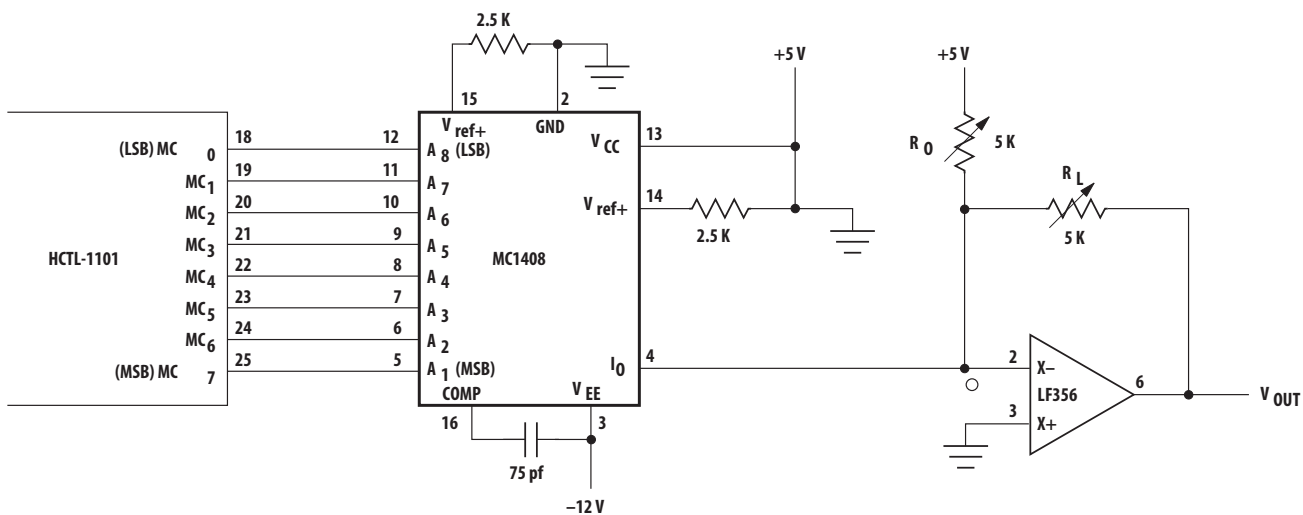 2.5 K
+5 V
+5 V
15
2
V ref+
GND
13
V CC
(LSB) MC 0
18
12
A 8 (LSB)
R O
5 K
MC 1
19
11
A 7
R L
MC 2
20
10
A 6
14
V ref+
2.5 K
5 K
MC 3
21
9
A 5
HCTL-1101
MC1408
MC 4
22
8
A 4
23
7
A 3
MC 5
24
6
A 2
MC 6
25
5
4
I O
2
X–
(MSB) MC 7
A 1 (MSB)
COMP
V EE
LF356
6
V OUT
3
X+
16
3
75 pf
–12 V